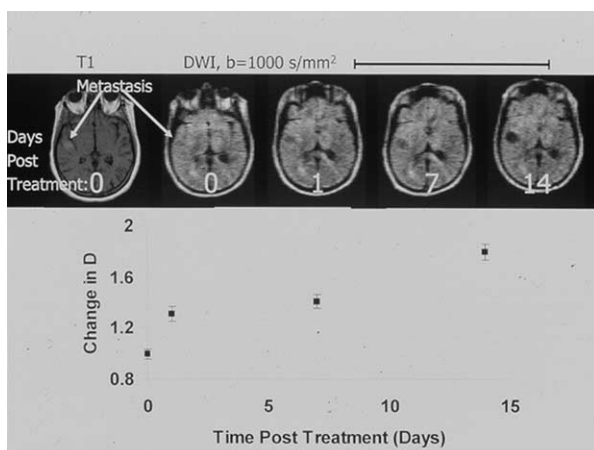 T1 DWI, b=1000 s/mm²
Metastasis
Days
Post
Treatment: 0 0 1 7 14
2
1.6
1.2
0.8
Change in D
0 5 10 15
Time Post Treatment (Days)